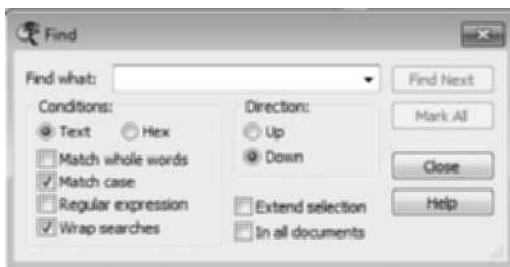 Find
Find what:
Find Next
Conditions:
Direction:
Mark All
Text
Hex
Up
Match whole words
Down
Match case
Close
Regular expression
Extend selection
Help
Wrap searches
In all documents